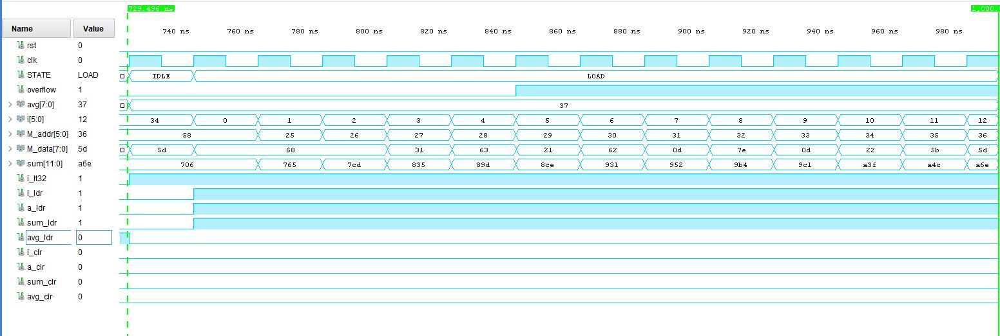 729.496 ns 1,000.
Name Value 740 ns 760 ns 780 ns 800 ns 820 ns 840 ns 860 ns 880 ns 900 ns 920 ns 940 ns 960 ns 980 ns
rst 0
clk 0
STATE LOAD IDLE LOAD
overflow 1
avg[7:0] 37 37
i[5:0] 12 34 0 1 2 3 4 5 6 7 8 9 10 11 12
M_addr[5:0] 36 58 25 26 27 28 29 30 31 32 33 34 35 36
M_data[7:0] 5d 5d 68 31 63 21 62 0d 7e 0d 22 5b 5d
sum[11:0] a6e 706 765 7cd 835 89d 8ce 931 952 9b4 9c1 a3f a4c a6e
i_lt32 1
i_ldr 1
a_ldr 1
sum_ldr 1
avg_ldr 0
i_clr 0
a_clr 0
sum_clr 0
avg_clr 0